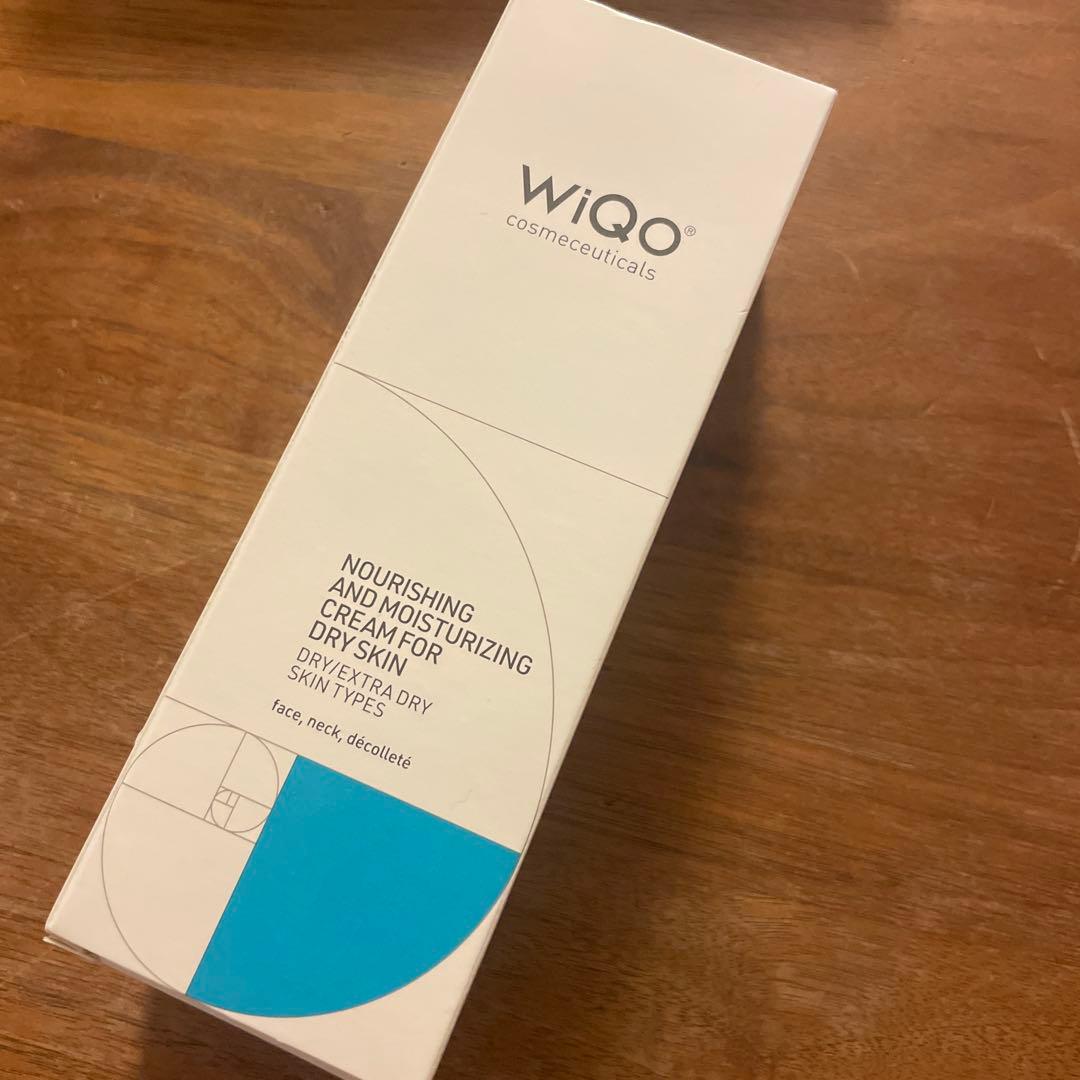 WiQo®
cosmeceuticals
NOURISHING
AND MOISTURIZING
CREAM FOR
DRY SKIN
DRY/EXTRA DRY
SKIN TYPES
face, neck, décolleté